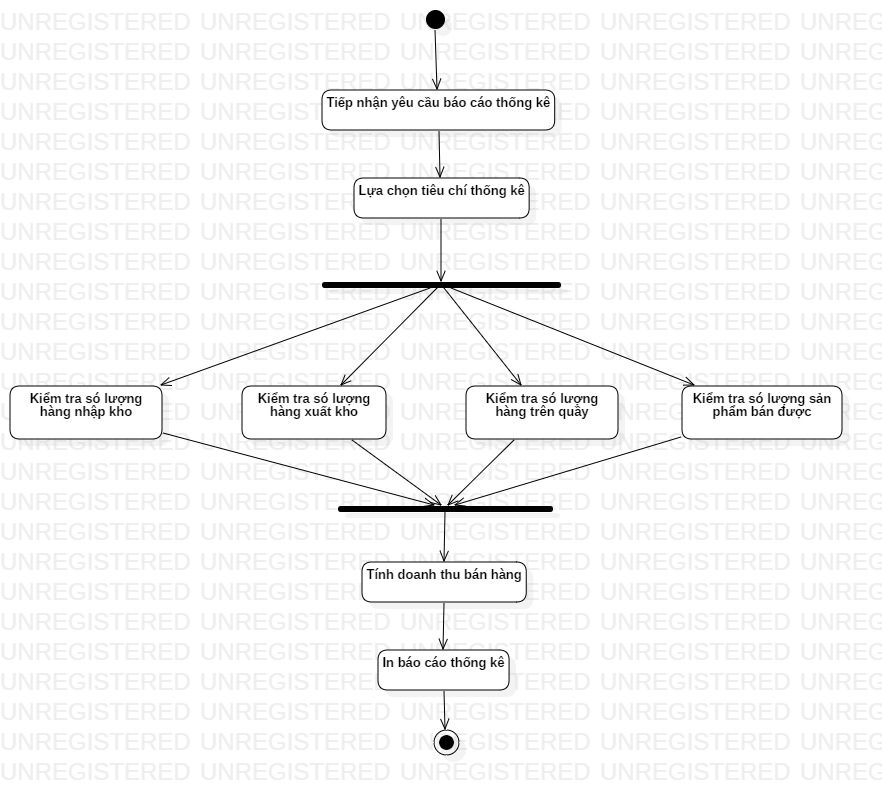 Tiếp nhận yêu cầu báo cáo thống kê
Lựa chọn tiêu chí thống kê
Kiểm tra số lượng
hàng nhập kho
Kiểm tra số lượng
hàng xuất kho
Kiểm tra số lượng
hàng trên quầy
Kiểm tra số lượng sản
phẩm bán được
Tính doanh thu bán hàng
In báo cáo thống kê
UNREGISTERED